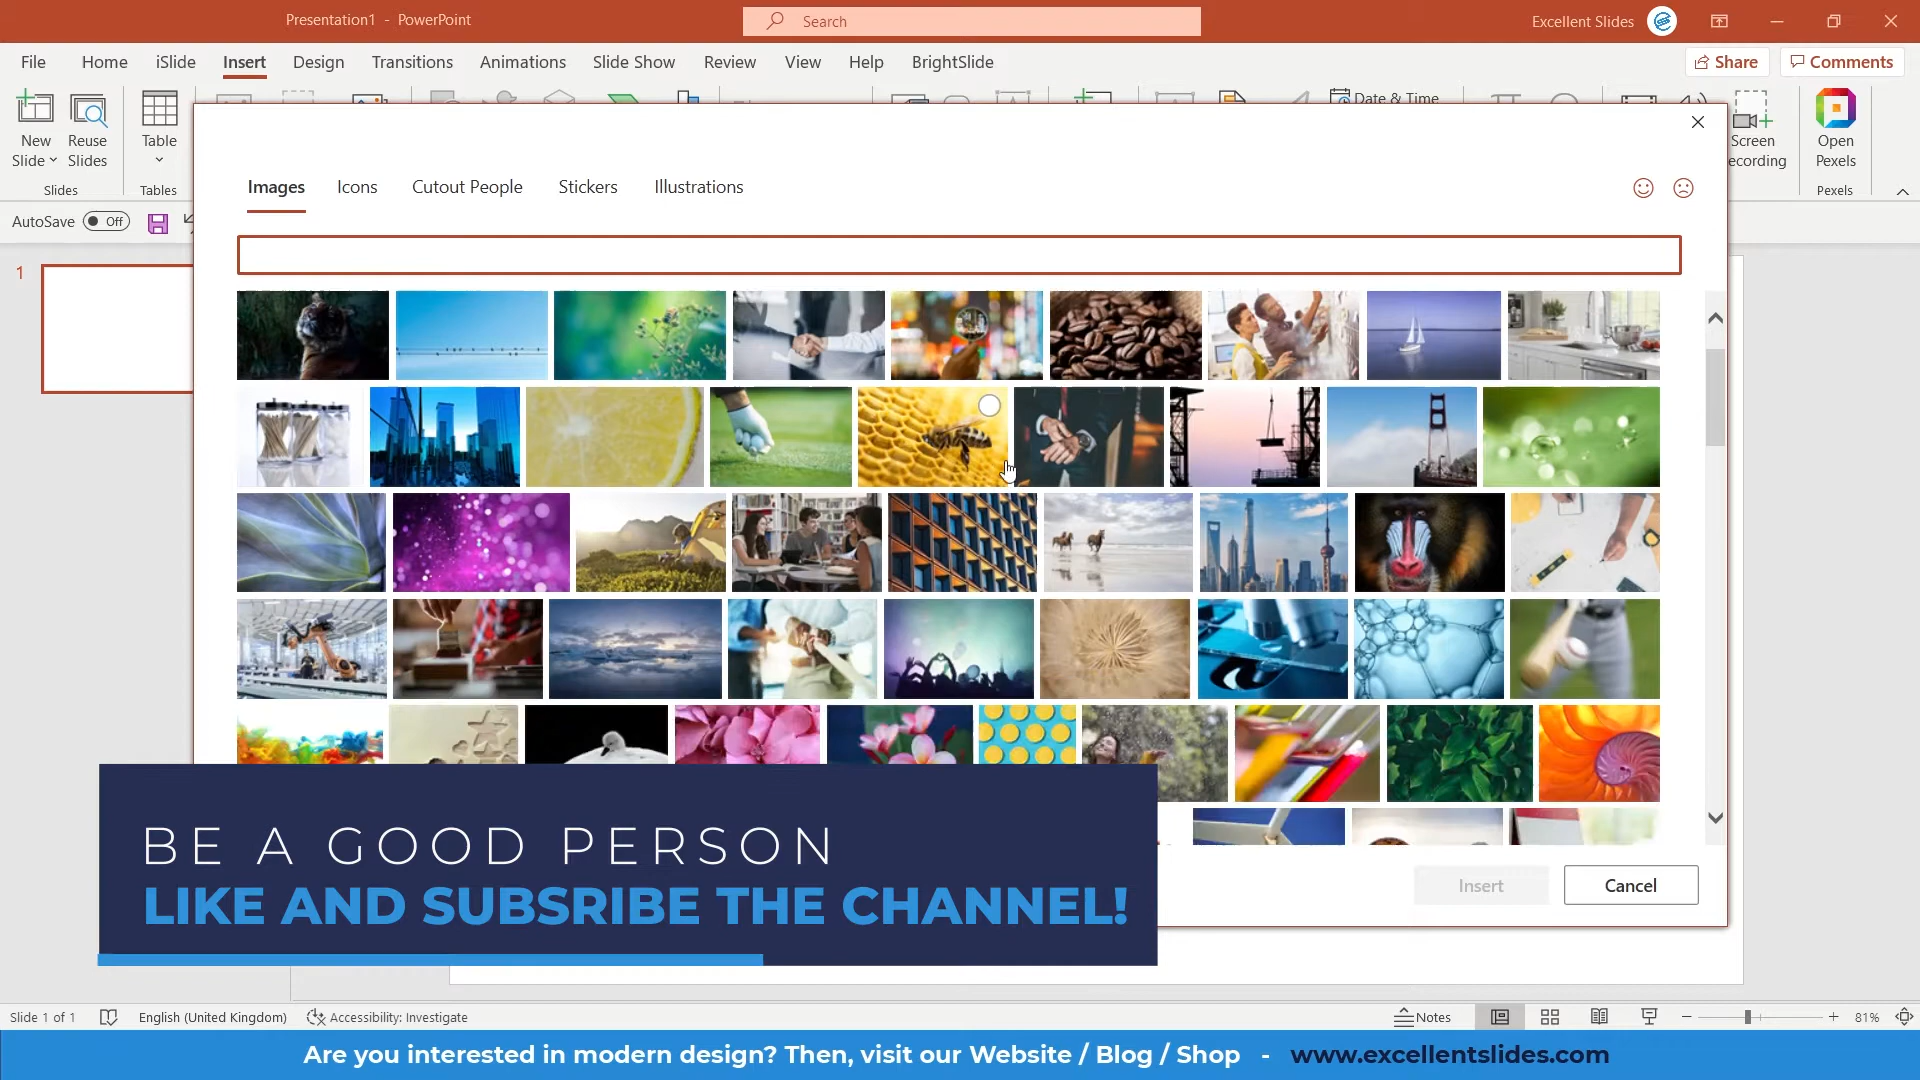 Presentation1 - PowerPoint
Search
Excellent Slides
File Home iSlide Insert Design Transitions Animations Slide Show Review View Help BrightSlide
Share Comments
Date & Time
New Slide
Reuse Slides
Table
Screen
ecording
Open Pexels
Slides
Tables
Pexels
AutoSave Off
Images Icons Cutout People Stickers Illustrations
1
BE A GOOD PERSON
LIKE AND SUBSRIBE THE CHANNEL!
Insert Cancel
Slide 1 of 1 English (United Kingdom) Accessibility: Investigate Notes 81%
Are you interested in modern design? Then, visit our Website / Blog / Shop - www.excellentslides.com